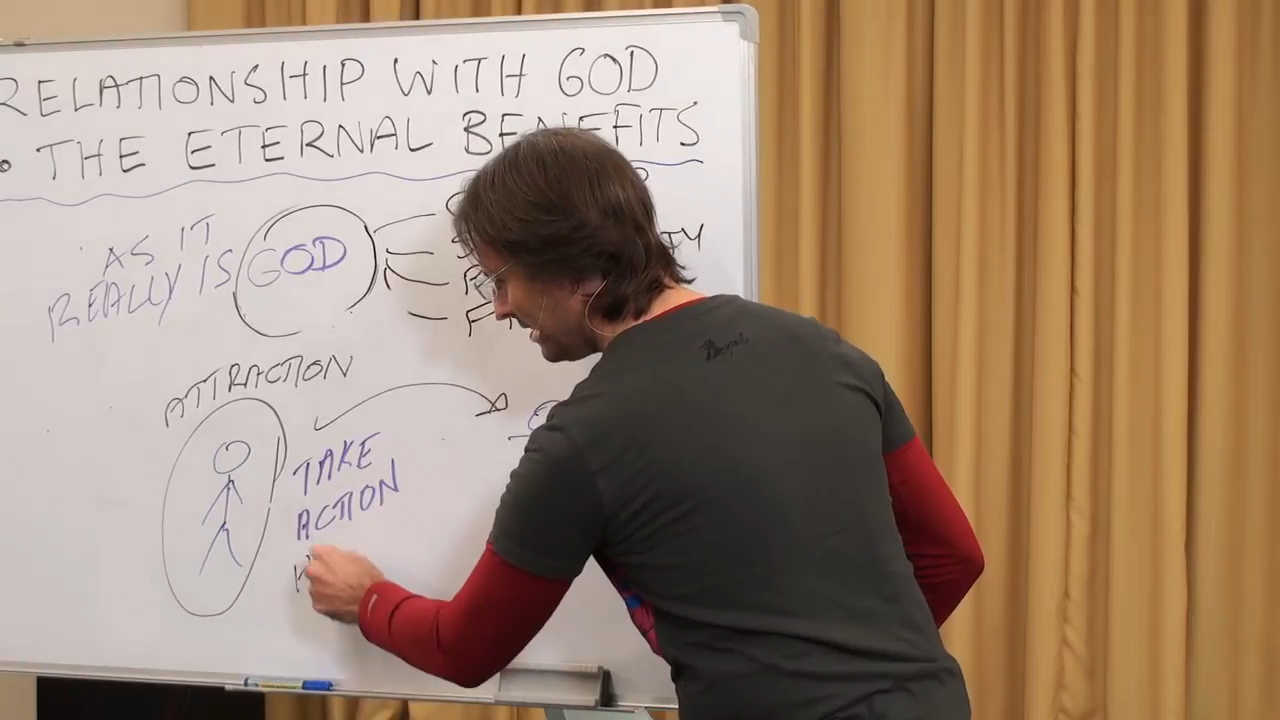 RELATIONSHIP WITH GOD
• THE ETERNAL BENEFITS
AS IT
REALLY IS
GOD
ATTRACTION
TAKE
ACTION